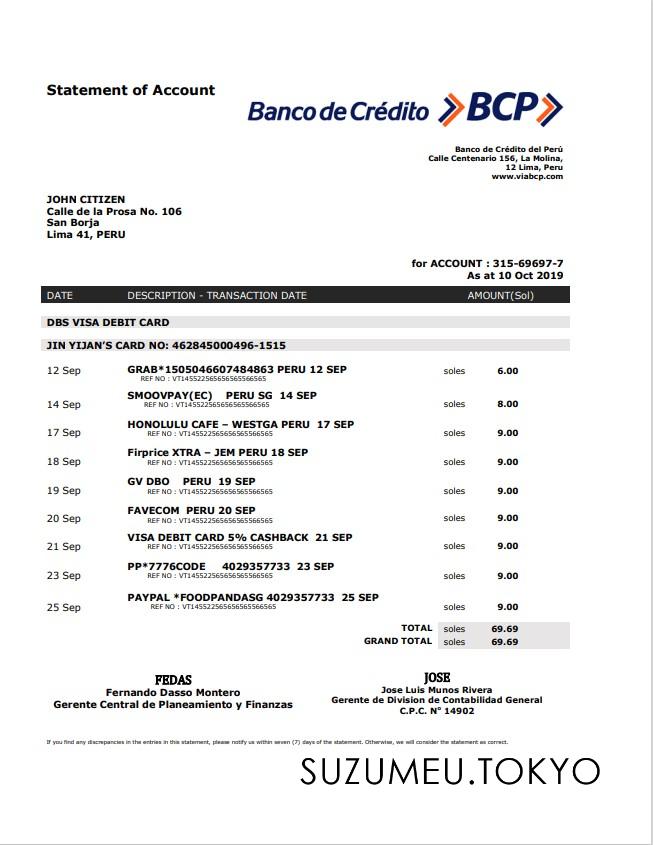 Statement of Account
Banco de Crédito BCP
Banco de Crédito del Perú
Calle Centenario 156, La Molina,
12 Lima, Peru
www.viabcp.com
JOHN CITIZEN
Calle de la Prosa No. 106
San Borja
Lima 41, PERU
for ACCOUNT : 315-69697-7
As at 10 Oct 2019
DATE DESCRIPTION - TRANSACTION DATE AMOUNT(Sol)
DBS VISA DEBIT CARD
JIN YIJAN'S CARD NO: 462845000496-1515
12 Sep GRAB*1505046607484863 PERU 12 SEP soles 6.00
REF NO : VT145522565656565566565
14 Sep SMOOVPAY(EC) PERU SG 14 SEP soles 8.00
REF NO : VT145522565656565566565
17 Sep HONOLULU CAFE – WESTGA PERU 17 SEP soles 9.00
REF NO : VT145522565656565566565
18 Sep Firprice XTRA – JEM PERU 18 SEP soles 9.00
REF NO : VT145522565656565566565
19 Sep GV DBO PERU 19 SEP soles 9.00
REF NO : VT145522565656565566565
20 Sep FAVECOM PERU 20 SEP soles 9.00
REF NO : VT145522565656565566565
21 Sep VISA DEBIT CARD 5% CASHBACK 21 SEP soles 9.00
REF NO : VT145522565656565566565
23 Sep PP*7776CODE 4029357733 23 SEP soles 9.00
REF NO : VT145522565656565566565
25 Sep PAYPAL *FOODPANDASG 4029357733 25 SEP soles 9.00
REF NO : VT145522565656565566565
TOTAL soles 69.69
GRAND TOTAL soles 69.69
FEDAS
Fernando Dasso Montero
Gerente Central de Planeamiento y Finanzas
JOSE
Jose Luis Munos Rivera
Gerente de Division de Contabilidad General
C.P.C. N° 14902
If you find any discrepancies in the entries in this statement, please notify us within seven (7) days of the statement. Otherwise, we will consider the statement as correct.
SUZUMEU.TOKYO